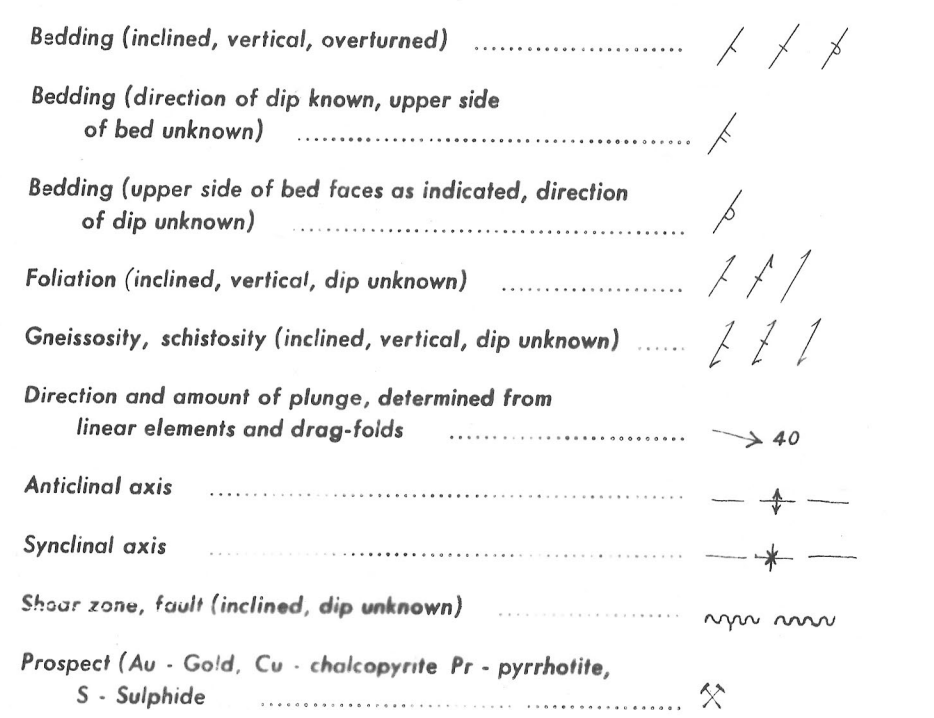 Bedding (inclined, vertical, overturned)
Bedding (direction of dip known, upper side
of bed unknown)
Bedding (upper side of bed faces as indicated, direction
of dip unknown)
Foliation (inclined, vertical, dip unknown)
Gneissosity, schistosity (inclined, vertical, dip unknown)
Direction and amount of plunge, determined from
linear elements and drag-folds 40
Anticlinal axis
Synclinal axis
Shear zone, fault (inclined, dip unknown)
Prospect (Au - Gold, Cu - chalcopyrite Pr - pyrrhotite,
S - Sulphide